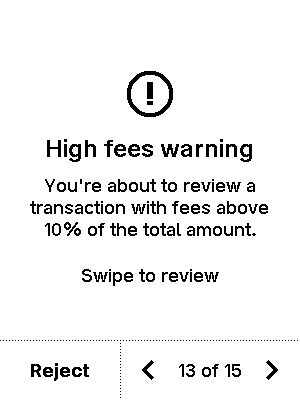 High fees warning
You're about to review a
transaction with fees above
10% of the total amount.
Swipe to review
Reject
13 of 15